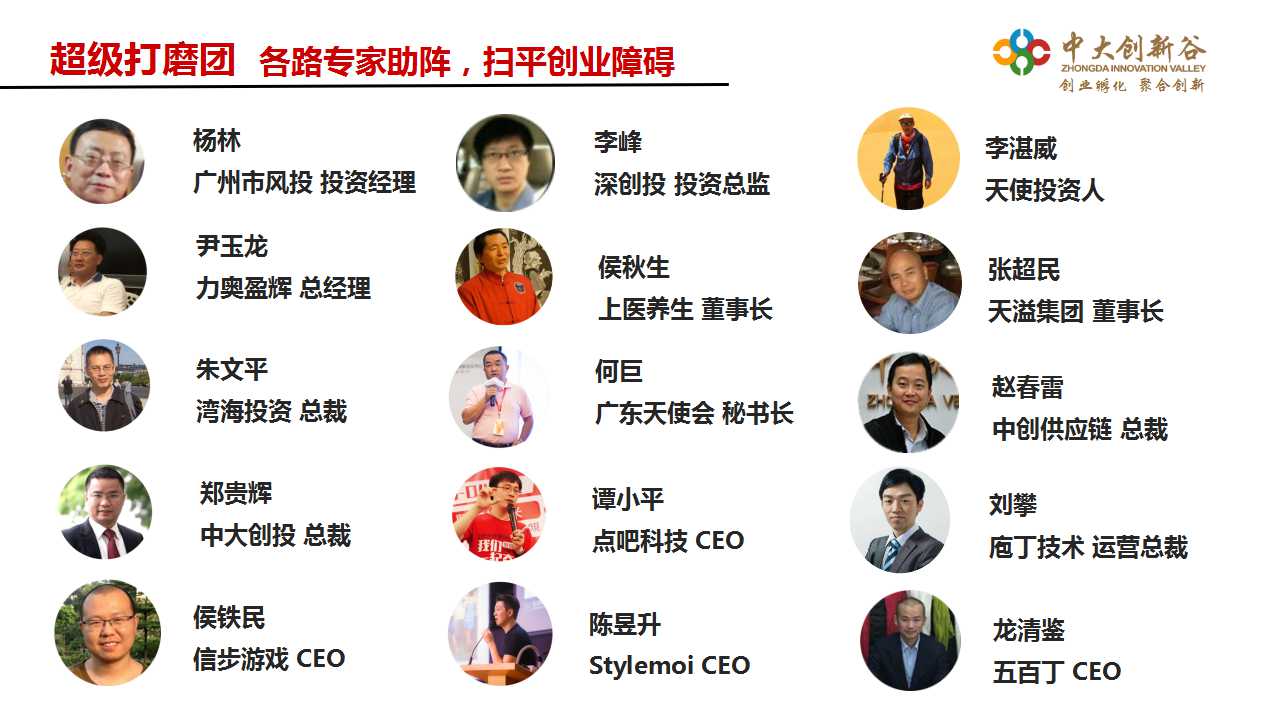 超级打磨团 各路专家助阵，扫平创业障碍
中大创新谷
ZHONGDA INNOVATION VALLEY
创业孵化 聚合创新
杨林
广州市风投 投资经理
李峰
深创投 投资总监
李湛威
天使投资人
尹玉龙
力奥盈辉 总经理
侯秋生
上医养生 董事长
张超民
天溢集团 董事长
朱文平
湾海投资 总裁
何巨
广东天使会 秘书长
赵春雷
中创供应链 总裁
郑贵辉
中大创投 总裁
谭小平
点吧科技 CEO
刘攀
庖丁技术 运营总裁
侯铁民
信步游戏 CEO
陈昱升
Stylemoi CEO
龙清鉴
五百丁 CEO